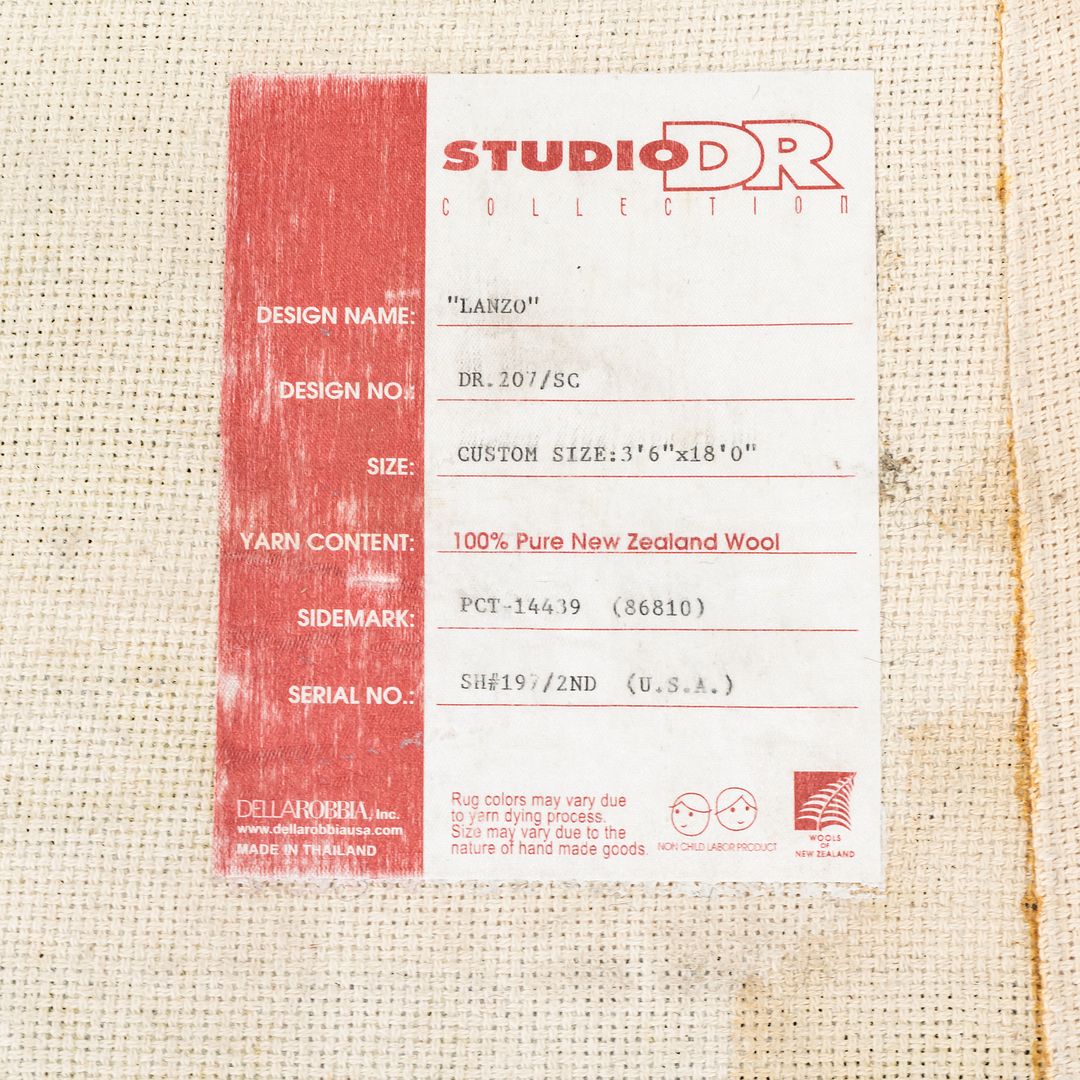 STUDIO DR
COLLECTION
DESIGN NAME: "LANZO"
DESIGN NO.: DR.207/SC
SIZE: CUSTOM SIZE:3'6"x18'0"
YARN CONTENT: 100% Pure New Zealand Wool
SIDEMARK: PCT-14439 (86810)
SERIAL NO.: SH#197/2ND (U.S.A.)
DELLAROBBIA, Inc.
www.dellarobbiausa.com
MADE IN THAILAND
Rug colors may vary due
to yarn dying process.
Size may vary due to the
nature of hand made goods.
NON CHILD LABOR PRODUCT
WOOLS
OF
NEW ZEALAND